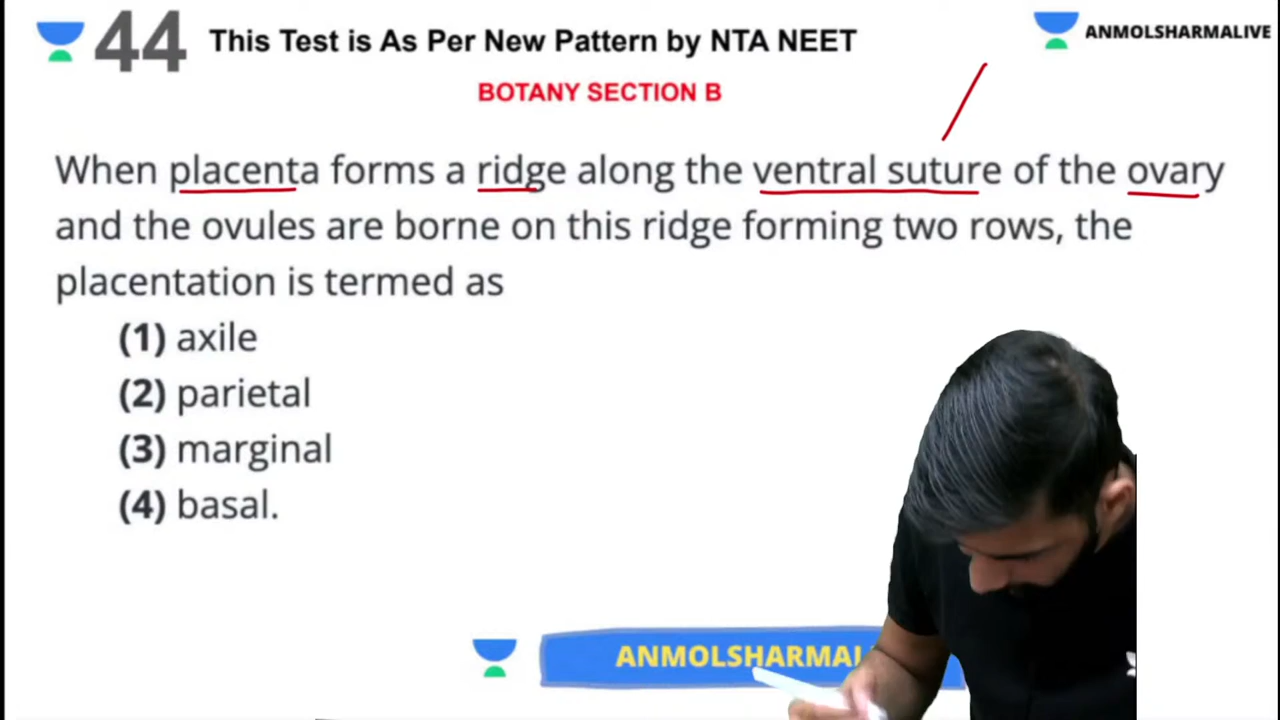 44 This Test is As Per New Pattern by NTA NEET
ANMOLSHARMALIVE
BOTANY SECTION B
When placenta forms a ridge along the ventral suture of the ovary
and the ovules are borne on this ridge forming two rows, the
placentation is termed as
(1) axile
(2) parietal
(3) marginal
(4) basal.
ANMOLSHARMAL